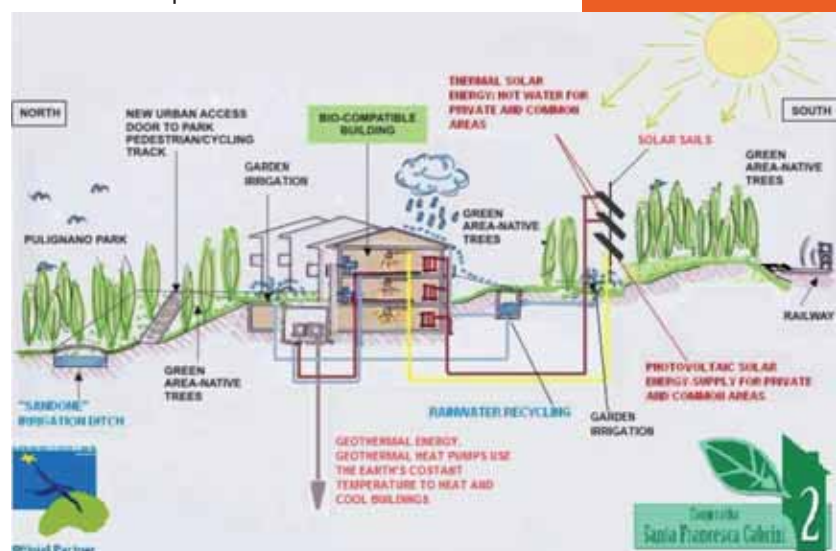 NORTH
NEW URBAN ACCESS
DOOR TO PARK
PEDESTRIAN/CYCLING
TRACK
BIO-COMPATIBLE
BUILDING
THERMAL SOLAR
ENERGY: HOT WATER FOR
PRIVATE AND COMMON
AREAS
SOUTH
SOLAR SAILS
GARDEN
IRRIGATION
GREEN
AREA-NATIVE
TREES
GREEN
AREA-NATIVE
TREES
PULIGNANO PARK
RAILWAY
GREEN
AREA-NATIVE
TREES
PHOTOVOLTAIC SOLAR
ENERGY-SUPPLY FOR PRIVATE
AND COMMON AREAS
"SANDONE"
IRRIGATION DITCH
RAINWATER RECYCLING
GARDEN
IRRIGATION
GEOTHERMAL ENERGY.
GEOTHERMAL HEAT PUMPS USE
THE EARTH'S COSTANT
TEMPERATURE TO HEAT AND
COOL BUILDINGS
Santa Francesca Cabrini
2
Partner